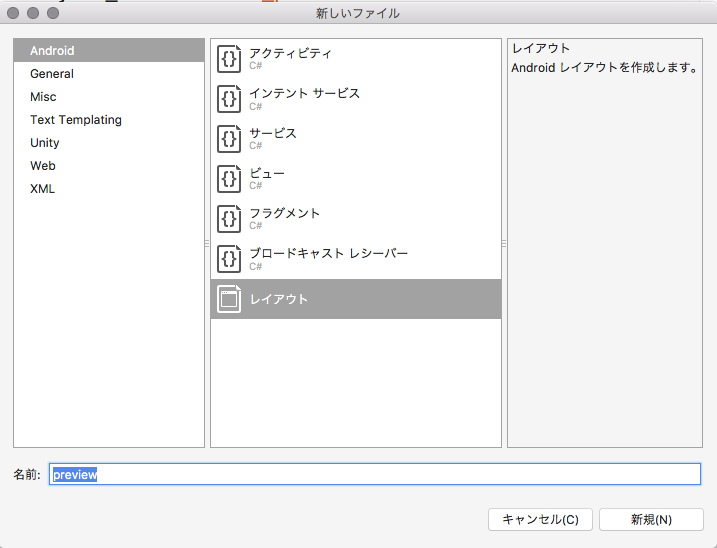 新しいファイル
Android
General
Misc
Text Templating
Unity
Web
XML
アクティビティ
C#
インテント サービス
C#
サービス
C#
ビュー
C#
フラグメント
C#
ブロードキャスト レシーバー
C#
レイアウト
レイアウト
Android レイアウトを作成します。
名前: preview
キャンセル(C) 新規(N)